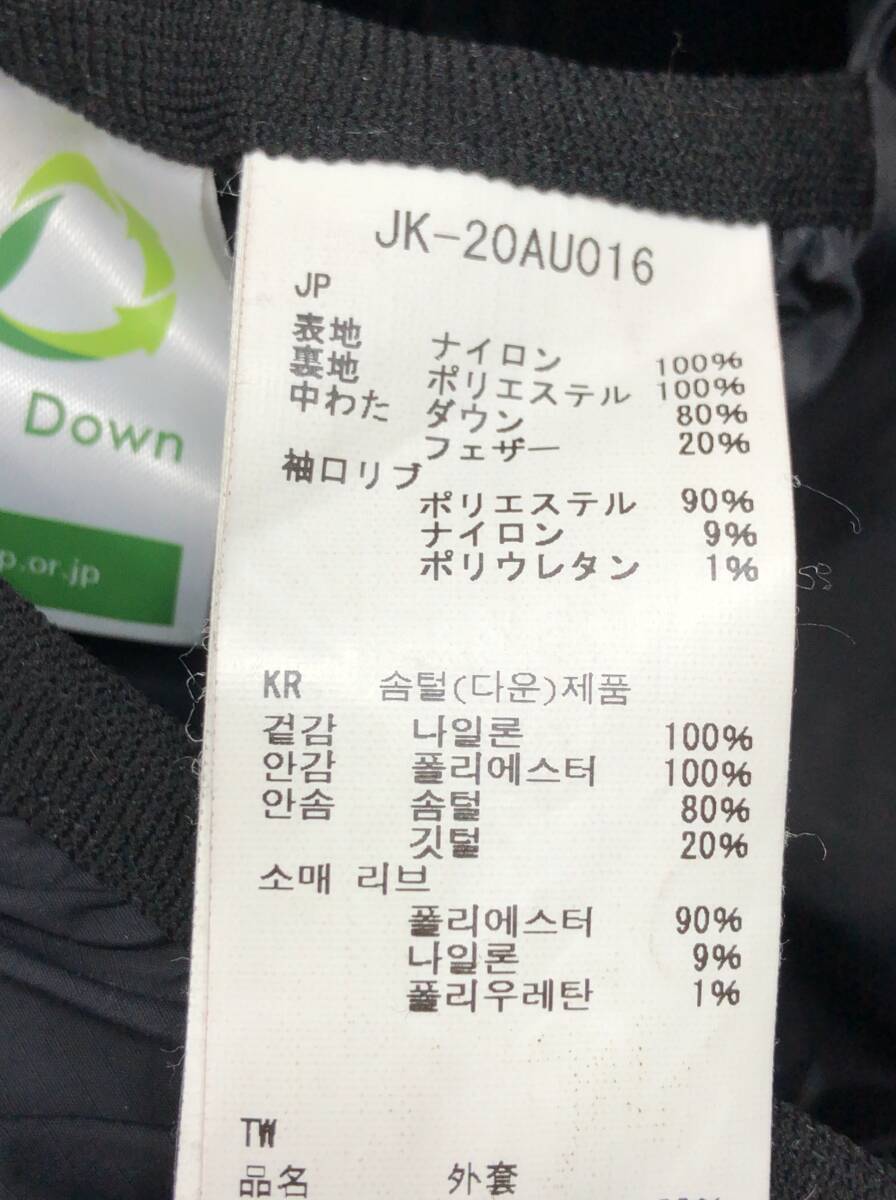 Down
p.or.jp
JK-20AU016
JP
表地 ナイロン 100%
裏地 ポリエステル 100%
中わた ダウン 80%
フェザー 20%
袖口リブ
ポリエステル 90%
ナイロン 9%
ポリウレタン 1%
KR 솜털(다운)제품
겉감 나일론 100%
안감 폴리에스터 100%
안솜 솜털 80%
깃털 20%
소매 리브
폴리에스터 90%
나일론 9%
폴리우레탄 1%
TW
品名 外套